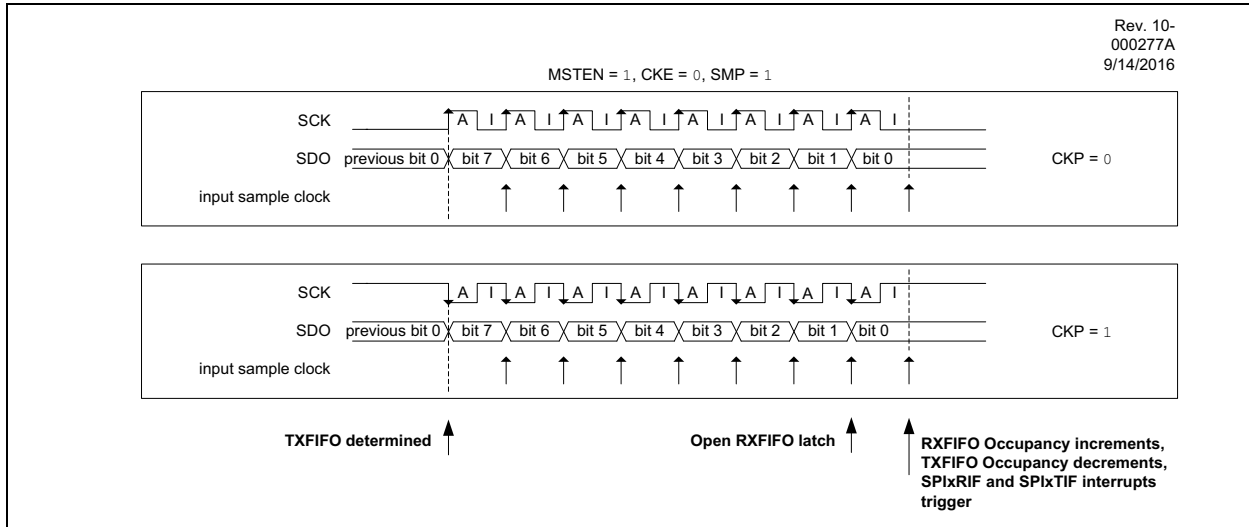 Rev. 10-
000277A
9/14/2016
MSTEN = 1, CKE = 0, SMP = 1
SCK A I A I A I A I A I A I A I A I
SDO previous bit 0 bit 7 bit 6 bit 5 bit 4 bit 3 bit 2 bit 1 bit 0 CKP = 0
input sample clock
SCK A I A I A I A I A I A I A I A I
SDO previous bit 0 bit 7 bit 6 bit 5 bit 4 bit 3 bit 2 bit 1 bit 0 CKP = 1
input sample clock
TXFIFO determined
Open RXFIFO latch
RXFIFO Occupancy increments,
TXFIFO Occupancy decrements,
SPIxRIF and SPIxTIF interrupts
trigger